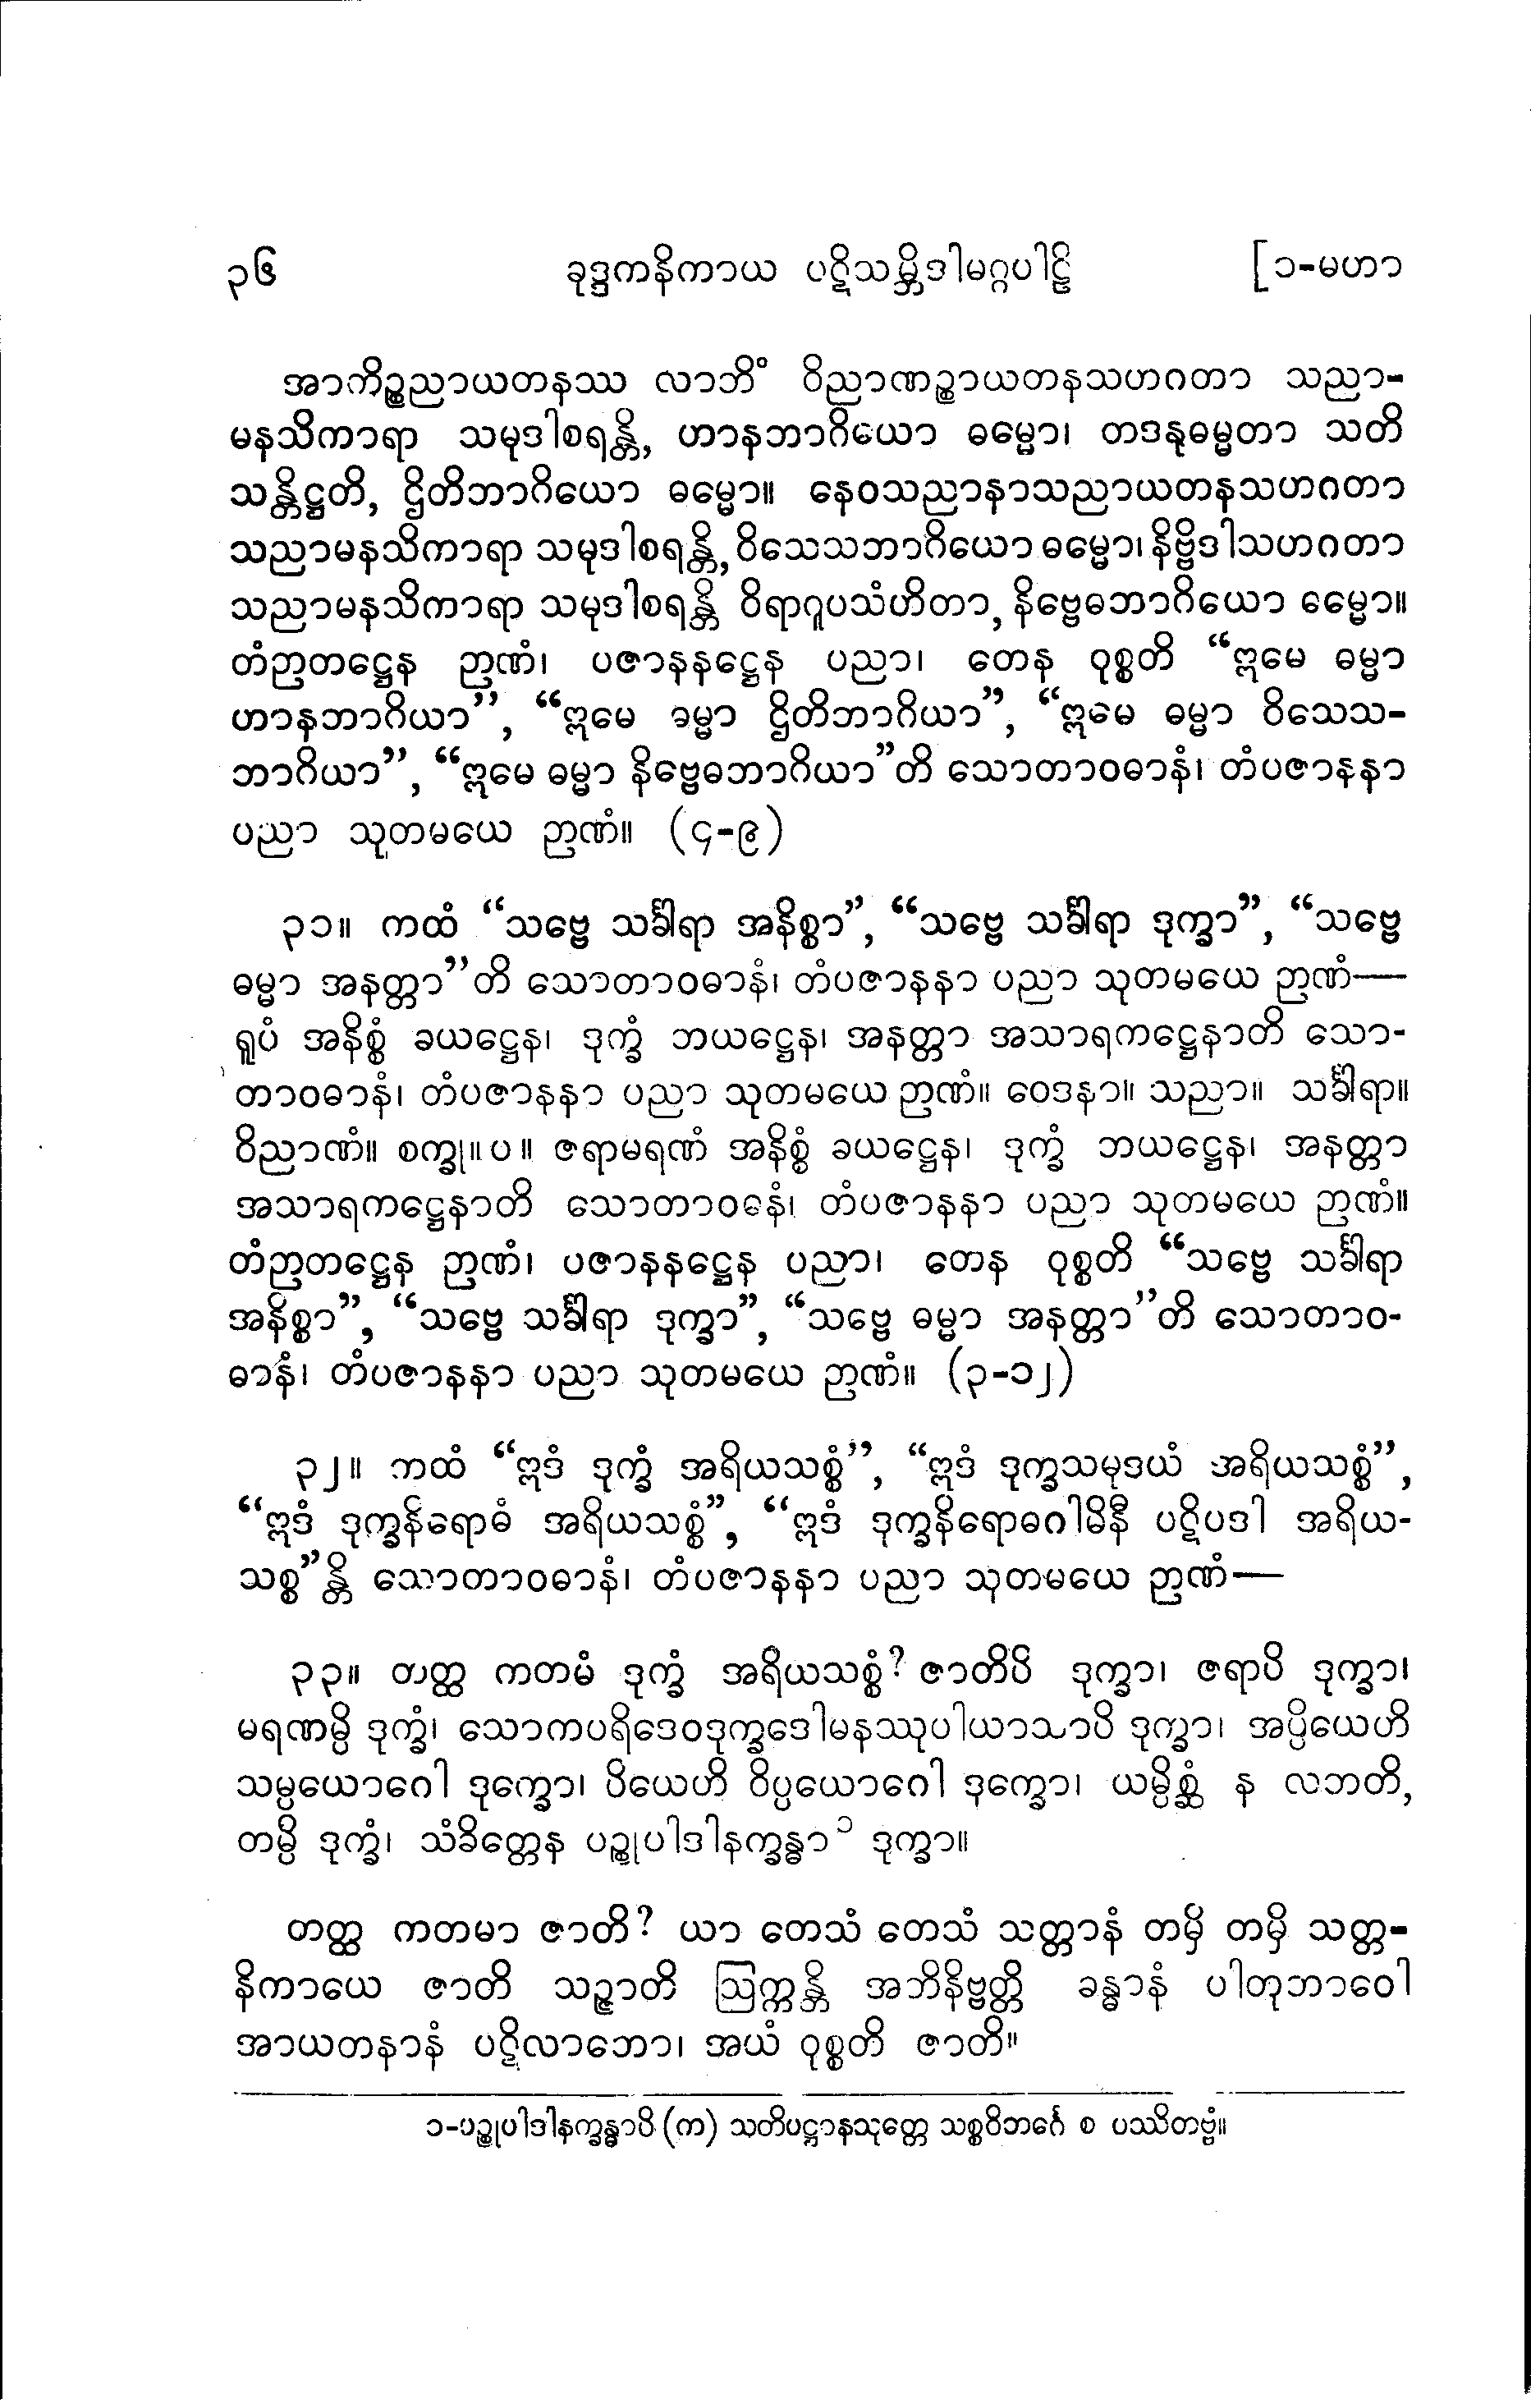 ၃၆ ခုဒ္ဒကနိကာယ ပဋိသမ္ဘိဒါမဂ္ဂပါဠိ [၁-မဟာ
အာကိဉ္စညာယတနဿ လာဘိံ ဝိညာဏဉ္စာယတနသဟဂတာ သညာ-
မနသိကာရာ သမုဒါစရန္တိ, ဟာနဘာဂိယော ဓမ္မော၊ တဒနုဓမ္မတာ သတိ
သန္တိဋ္ဌတိ, ဌိတိဘာဂိယော ဓမ္မော။ နေဝသညာနာသညာယတနသဟဂတာ
သညာမနသိကာရာ သမုဒါစရန္တိ, ဝိသေသဘာဂိယော ဓမ္မော၊ နိဗ္ဗိဒါသဟဂတာ
သညာမနသိကာရာ သမုဒါစရန္တိ ဝိရာဂူပသံဟိတာ, နိဗ္ဗေဓဘာဂိယော ဓမ္မော။
တံဉာတဋ္ဌေန ဉာဏံ၊ ပဇာနနဋ္ဌေန ပညာ၊ တေန ဝုစ္စတိ “ဣမေ ဓမ္မာ
ဟာနဘာဂိယာ”, “ဣမေ ဓမ္မာ ဌိတိဘာဂိယာ”, “ဣမေ ဓမ္မာ ဝိသေသ-
ဘာဂိယာ”, “ဣမေ ဓမ္မာ နိဗ္ဗေဓဘာဂိယာ”တိ သောတာဝဓာနံ၊ တံပဇာနနာ
ပညာ သုတမယေ ဉာဏံ။ (၄-၉)
၃၁။ ကထံ “သဗ္ဗေ သင်္ခါရာ အနိစ္စာ”, “သဗ္ဗေ သင်္ခါရာ ဒုက္ခာ”, “သဗ္ဗေ
ဓမ္မာ အနတ္တာ”တိ သောတာဝဓာနံ၊ တံပဇာနနာ ပညာ သုတမယေ ဉာဏံ—
ရူပံ အနိစ္စံ ခယဋ္ဌေန၊ ဒုက္ခံ ဘယဋ္ဌေန၊ အနတ္တာ အသာရကဋ္ဌေနာတိ သော-
တာဝဓာနံ၊ တံပဇာနနာ ပညာ သုတမယေ ဉာဏံ။ ဝေဒနာ။ သညာ။ သင်္ခါရာ။
ဝိညာဏံ။ စက္ခု။ပ။ ဇရာမရဏံ အနိစ္စံ ခယဋ္ဌေန၊ ဒုက္ခံ ဘယဋ္ဌေန၊ အနတ္တာ
အသာရကဋ္ဌေနာတိ သောတာဝဓာနံ၊ တံပဇာနနာ ပညာ သုတမယေ ဉာဏံ။
တံဉာတဋ္ဌေန ဉာဏံ၊ ပဇာနနဋ္ဌေန ပညာ၊ တေန ဝုစ္စတိ “သဗ္ဗေ သင်္ခါရာ
အနိစ္စာ”, “သဗ္ဗေ သင်္ခါရာ ဒုက္ခာ”, “သဗ္ဗေ ဓမ္မာ အနတ္တာ”တိ သောတာဝ-
ဓာနံ၊ တံပဇာနနာ ပညာ သုတမယေ ဉာဏံ။ (၃-၁၂)
၃၂။ ကထံ “ဣဒံ ဒုက္ခံ အရိယသစ္စံ”, “ဣဒံ ဒုက္ခသမုဒယံ အရိယသစ္စံ”,
“ဣဒံ ဒုက္ခနိရောဓံ အရိယသစ္စံ”, “ဣဒံ ဒုက္ခနိရောဓဂါမိနီ ပဋိပဒါ အရိယ-
သစ္စ”န္တိ သောတာဝဓာနံ၊ တံပဇာနနာ ပညာ သုတမယေ ဉာဏံ—
၃၃။ တတ္ထ ကတမံ ဒုက္ခံ အရိယသစ္စံ? ဇာတိပိ ဒုက္ခာ၊ ဇရာပိ ဒုက္ခာ၊
မရဏမ္ပိ ဒုက္ခံ၊ သောကပရိဒေဝဒုက္ခဒေါမနဿုပါယာသာပိ ဒုက္ခာ၊ အပ္ပိယေဟိ
သမ္ပယောဂေါ ဒုက္ခော၊ ပိယေဟိ ဝိပ္ပယောဂေါ ဒုက္ခော၊ ယမ္ပိစ္ဆံ န လဘတိ,
တမ္ပိ ဒုက္ခံ၊ သံခိတ္တေန ပဉ္စုပါဒါနက္ခန္ဓာ ၁ ဒုက္ခာ။
တတ္ထ ကတမာ ဇာတိ? ယာ တေသံ တေသံ သတ္တာနံ တမှိ တမှိ သတ္တ-
နိကာယေ ဇာတိ သဉ္ဇာတိ ဩက္ကန္တိ အဘိနိဗ္ဗတ္တိ ခန္ဓာနံ ပါတုဘာဝေါ
အာယတနာနံ ပဋိလာဘော၊ အယံ ဝုစ္စတိ ဇာတိ။
၁-ပဉ္စုပါဒါနက္ခန္ဓာပိ (က) သတိပဋ္ဌာနသုတ္တေ သစ္စဝိဘင်္ဂေ စ ပဿိတဗ္ဗံ။